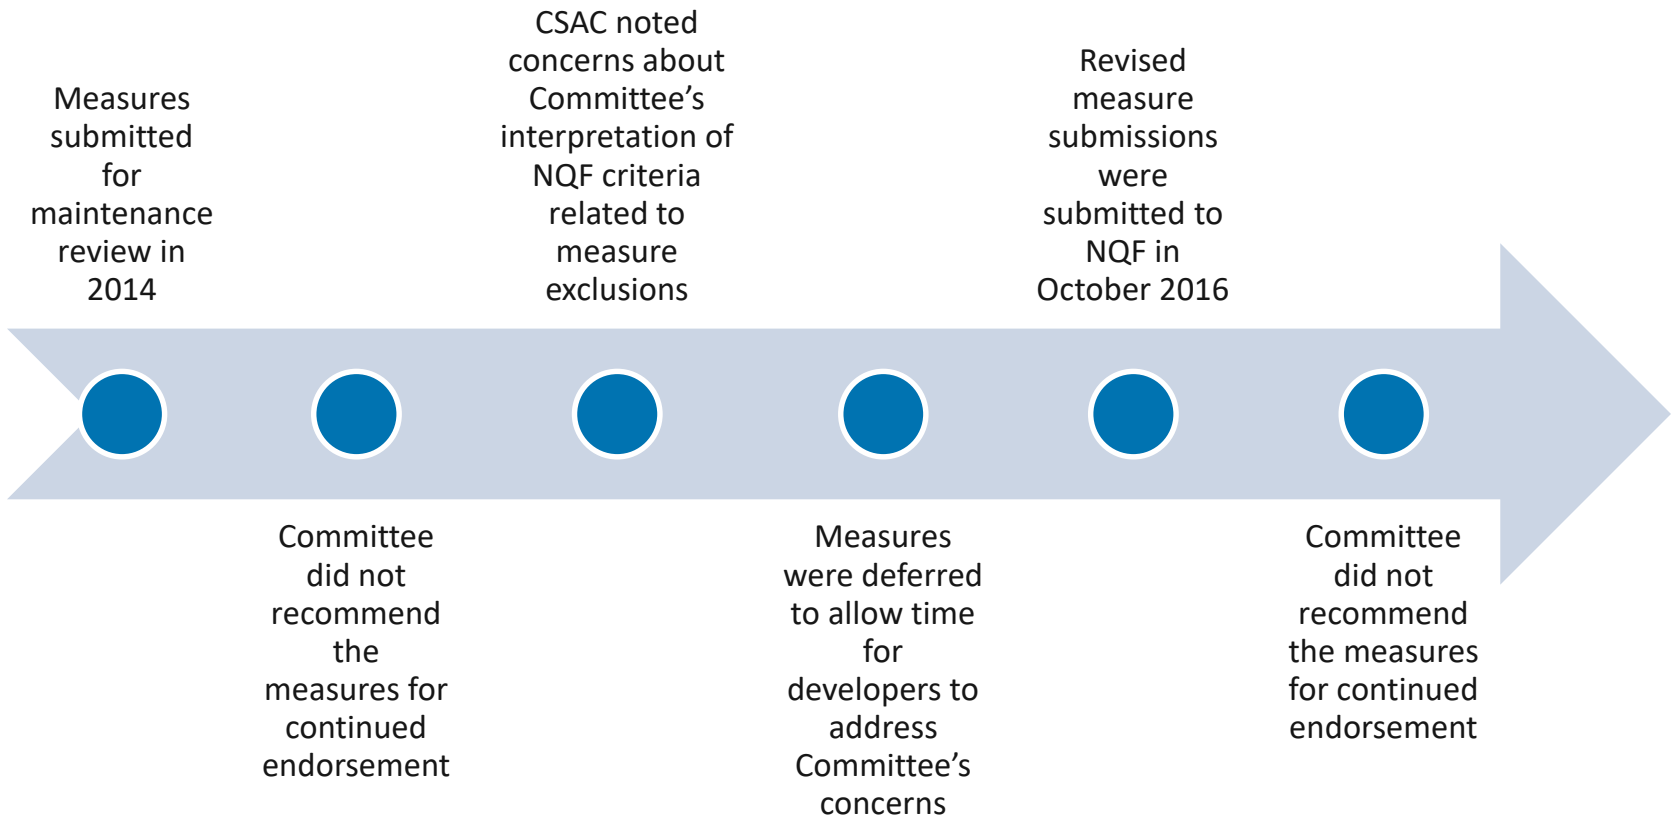 Measures
submitted
for
maintenance
review in
2014
Committee
did not
recommend
the
measures for
continued
endorsement
CSAC noted
concerns about
Committee’s
interpretation of
NQF criteria
related to
measure
exclusions
Measures
were deferred
to allow time
for
developers to
address
Committee’s
concerns
Revised
measure
submissions
were
submitted to
NQF in
October 2016
Committee
did not
recommend
the measures
for continued
endorsement